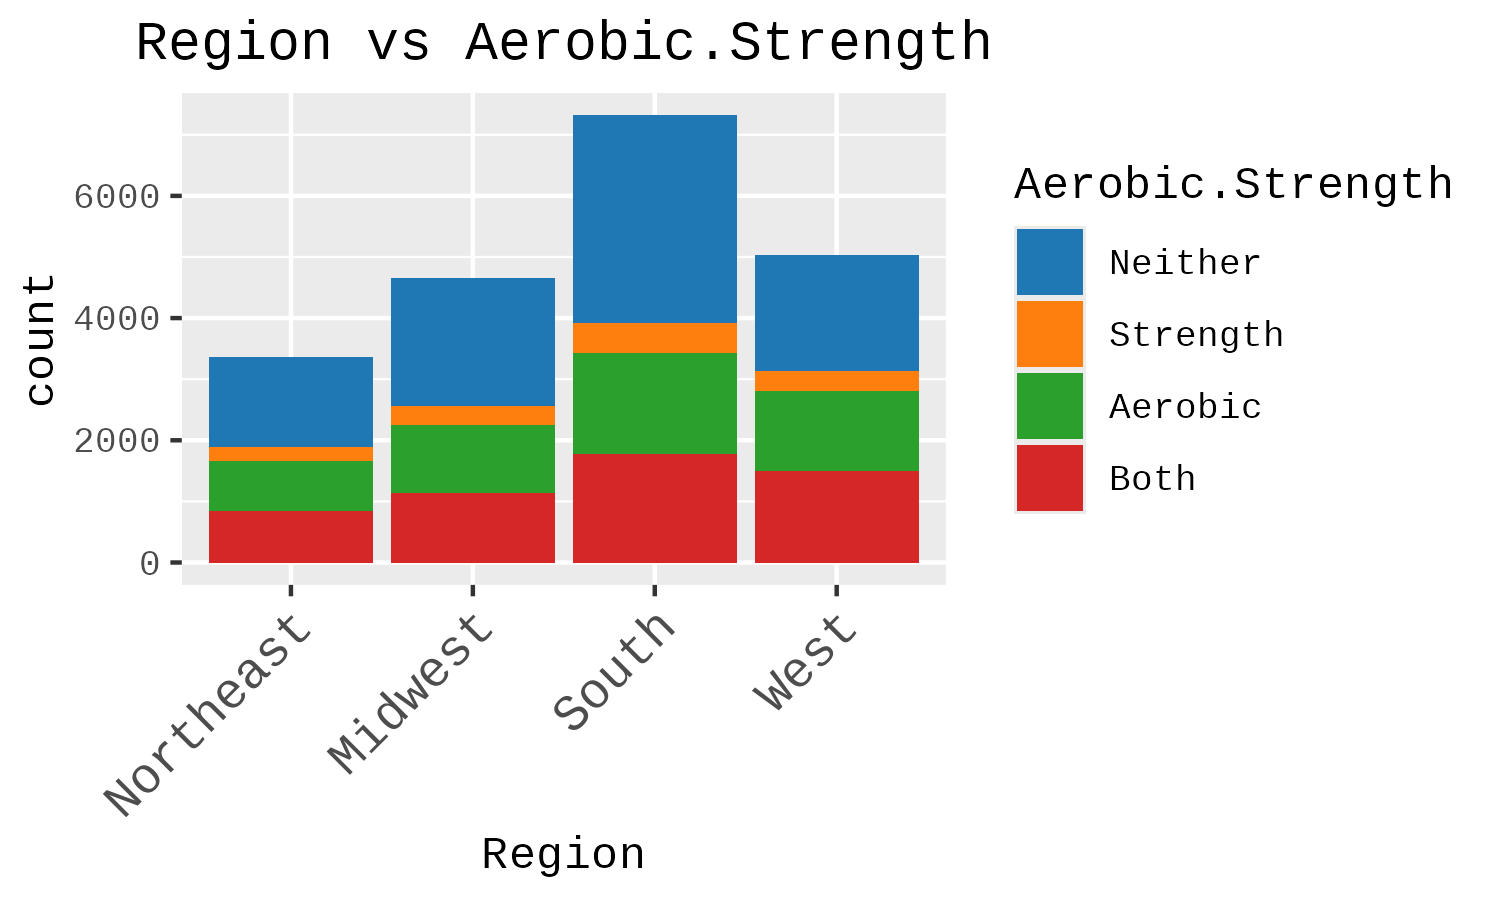 Region vs Aerobic.Strength
count
6000
4000
2000
0
Northeast
Midwest
South
West
Region
Aerobic.Strength
Neither
Strength
Aerobic
Both